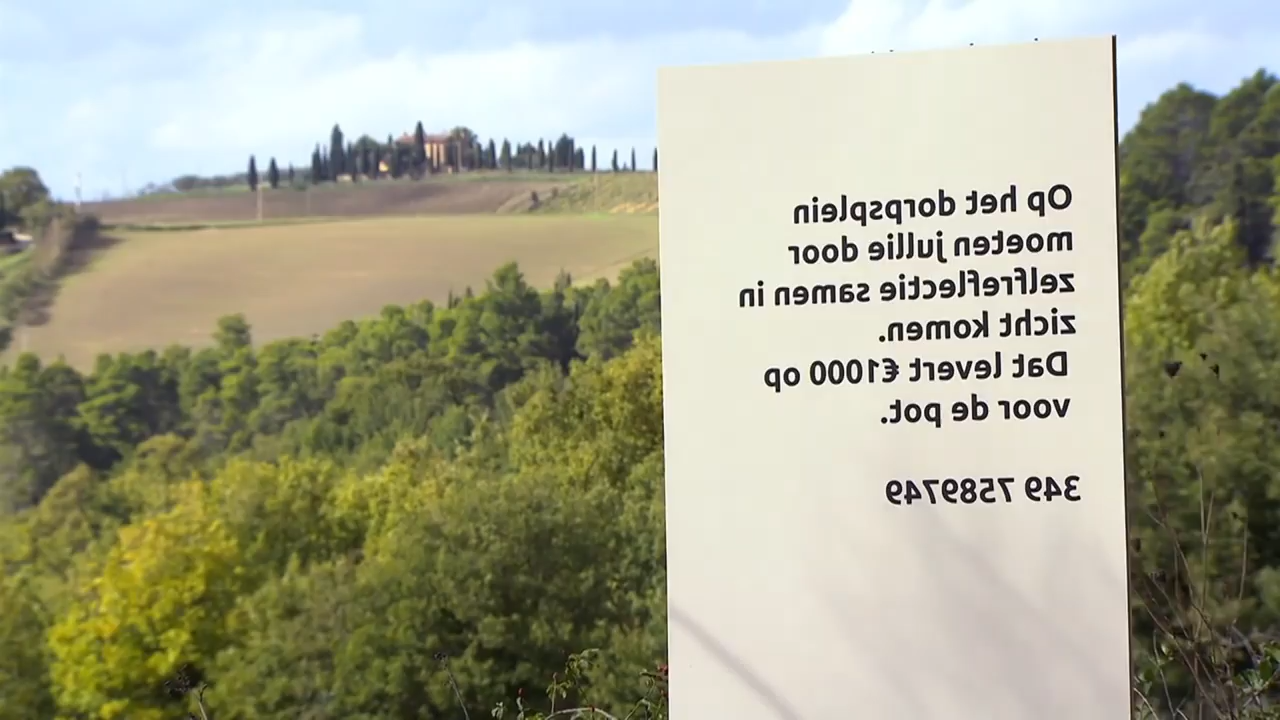 Op het dorpsplein
moeten jullie door
zelfreflectie samen in
zicht komen.
Dat levert €1000 op
voor de pot.
349 7589749